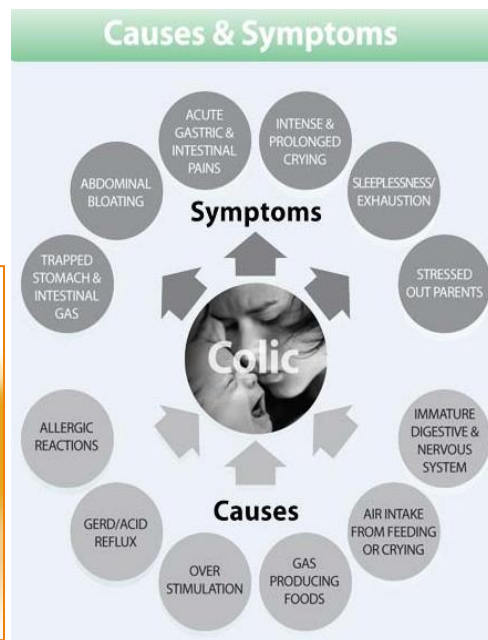 Causes & Symptoms
ACUTE
GASTRIC &
INTESTINAL
PAINS
INTENSE &
PROLONGED
CRYING
ABDOMINAL
BLOATING
SLEEPLESSNESS/
EXHAUSTION
Symptoms
TRAPPED
STOMACH &
INTESTINAL
GAS
STRESSED
OUT PARENTS
Colic
ALLERGIC
REACTIONS
IMMATURE
DIGESTIVE &
NERVOUS
SYSTEM
Causes
GERD/ACID
REFLUX
AIR INTAKE
FROM FEEDING
OR CRYING
OVER
STIMULATION
GAS
PRODUCING
FOODS